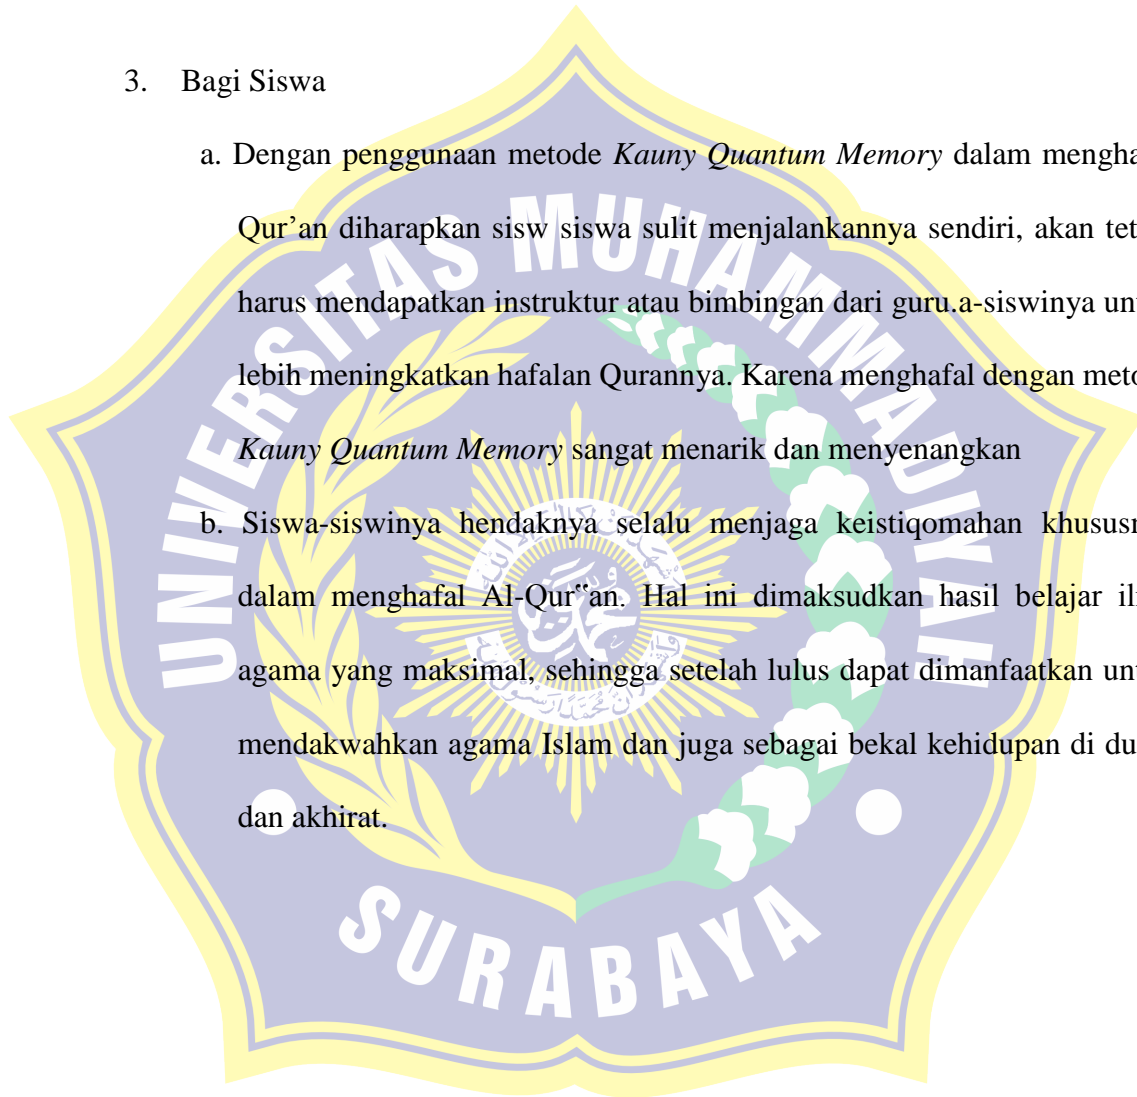 3. Bagi Siswa
a. Dengan penggunaan metode Kauny Quantum Memory dalam mengha
Qur’an diharapkan sisw siswa sulit menjalankannya sendiri, akan tet
harus mendapatkan instruktur atau bimbingan dari guru.a-siswinya un
lebih meningkatkan hafalan Qurannya. Karena menghafal dengan meto
Kauny Quantum Memory sangat menarik dan menyenangkan
b. Siswa-siswinya hendaknya selalu menjaga keistiqomahan khususn
dalam menghafal Al-Qur‟an. Hal ini dimaksudkan hasil belajar il
agama yang maksimal, sehingga setelah lulus dapat dimanfaatkan un
mendakwahkan agama Islam dan juga sebagai bekal kehidupan di du
dan akhirat.
UNIVERSITAS MUHAMMADIYAH
SURABAYA